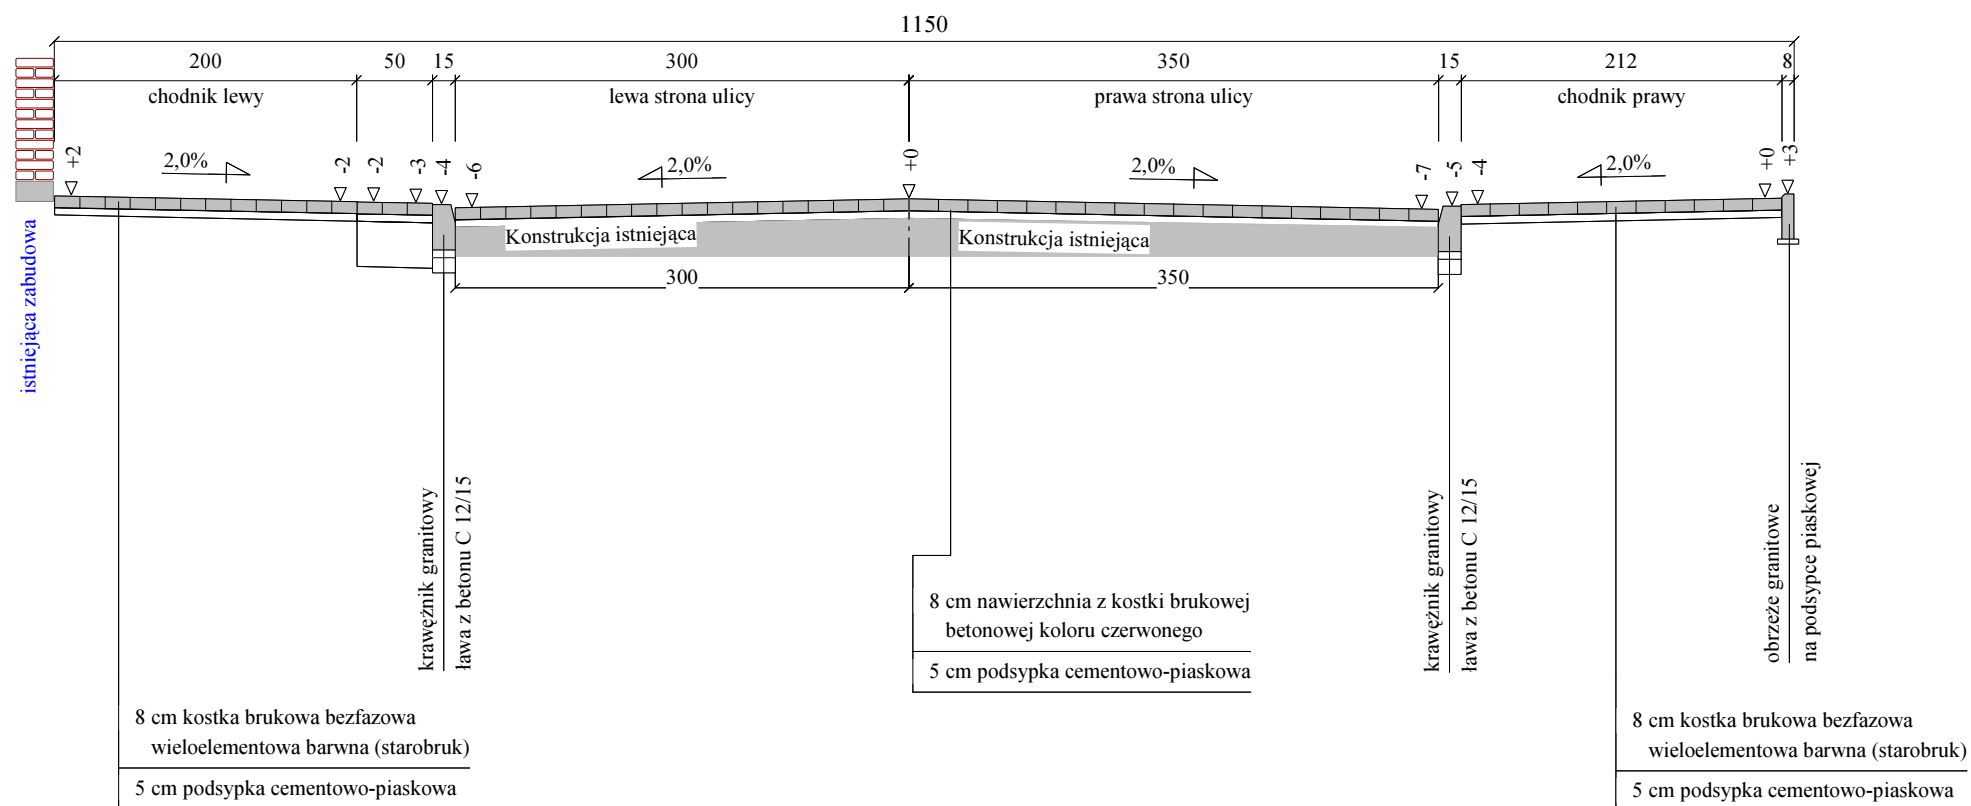 1150
200 50 15 300 350 15 212 8
chodnik lewy lewa strona ulicy prawa strona ulicy chodnik prawy
+2 2,0% -2 -2 -3 -4 -6 2,0% +0 2,0% -7 -5 -4 2,0% +0 +3
istniejąca zabudowa
Konstrukcja istniejąca Konstrukcja istniejąca
300 350
krawężnik granitowy
ława z betonu C 12/15
krawężnik granitowy
ława z betonu C 12/15
obrzeże granitowe
na podsypce piaskowej
8 cm nawierzchnia z kostki brukowej
betonowej koloru czerwonego
5 cm podsypka cementowo-piaskowa
8 cm kostka brukowa bezfazowa
wieloelementowa barwna (starobruk)
5 cm podsypka cementowo-piaskowa
8 cm kostka brukowa bezfazowa
wieloelementowa barwna (starobruk)
5 cm podsypka cementowo-piaskowa